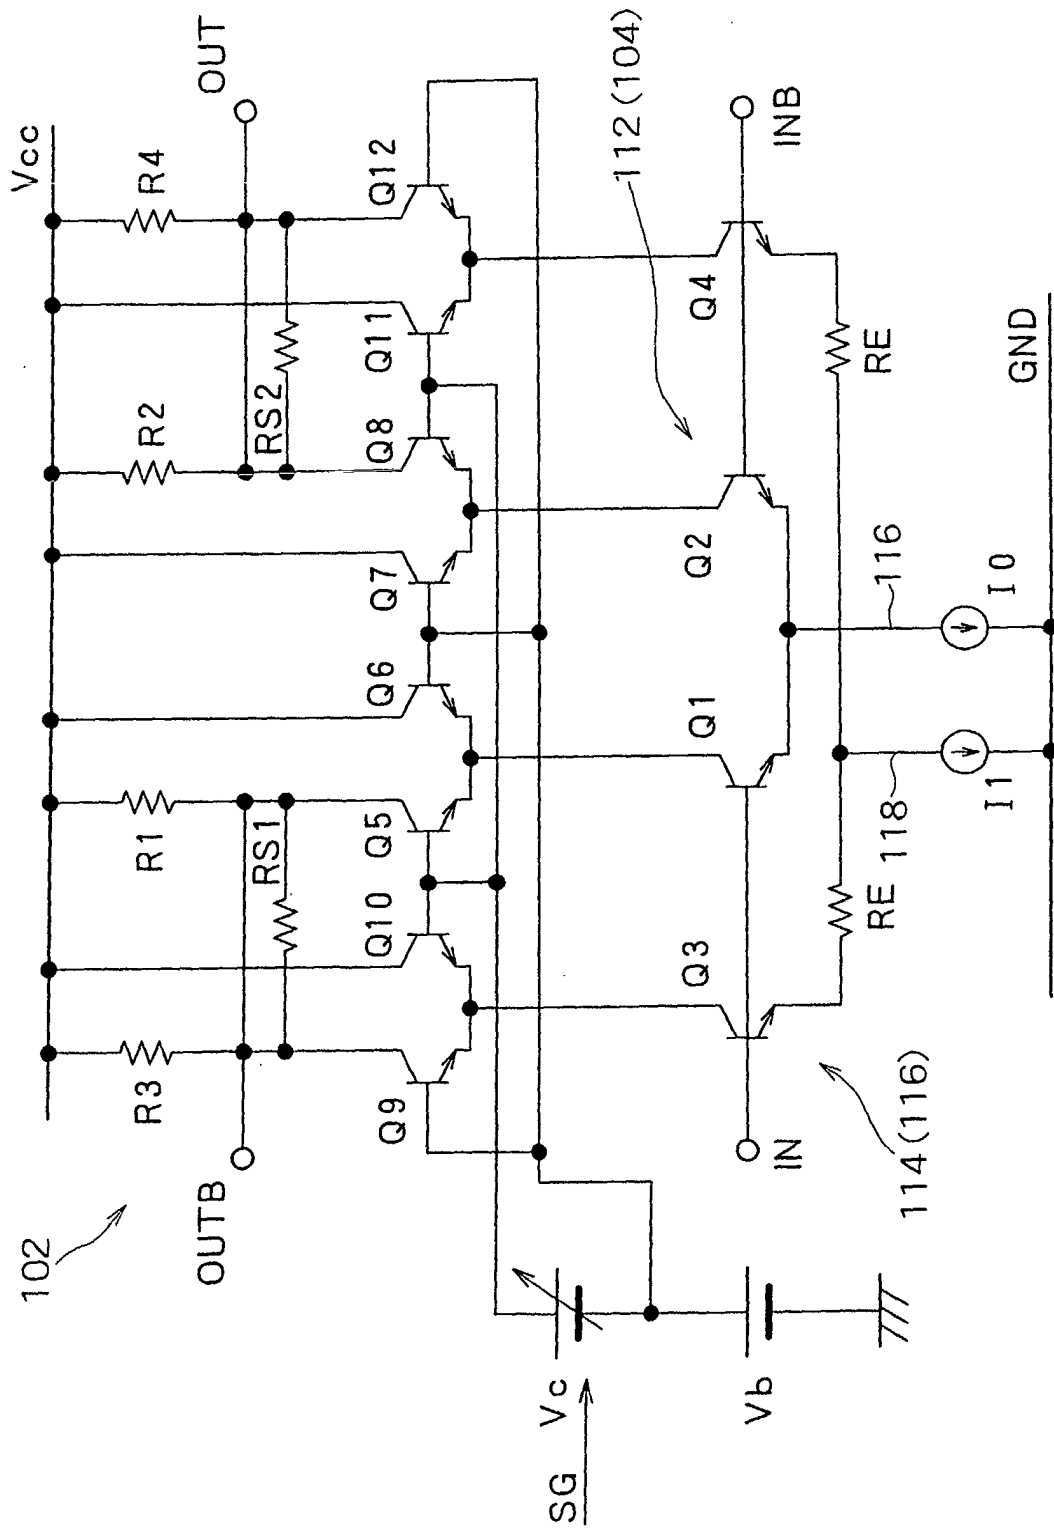 102
Vcc
R3
R1
R2
R4
OUTB
OUT
RS1
RS2
Q9
Q10
Q5
Q6
Q7
Q8
Q11
Q12
SG
Vc
Vb
112(104)
Q3
Q1
Q2
Q4
IN
INB
114(116)
RE
RE
118
116
I1
I0
GND